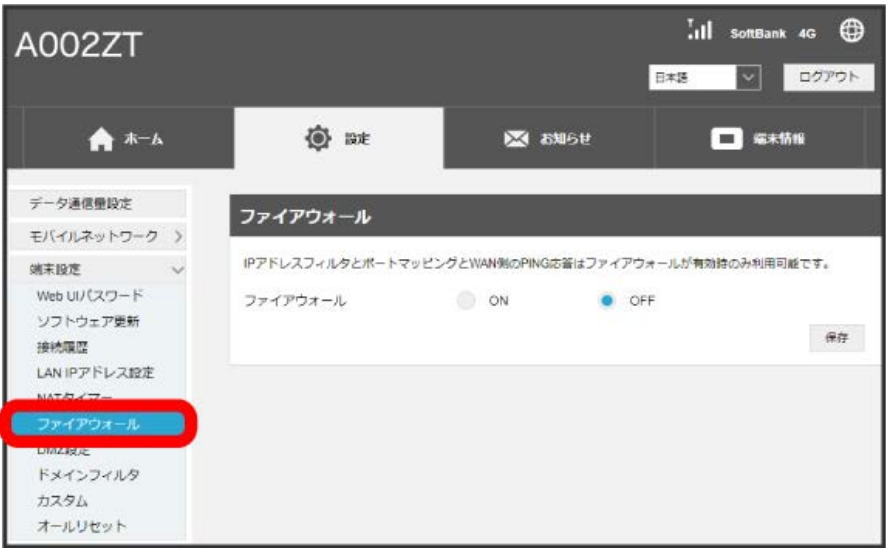 A002ZT
SoftBank 4G
日本語
ログアウト
ホーム
設定
お知らせ
端末情報
データ通信量設定
モバイルネットワーク
端末設定
Web UIパスワード
ソフトウェア更新
接続履歴
LAN IPアドレス設定
NATタイマー
ファイアウォール
DMZ設定
ドメインフィルタ
カスタム
オールリセット
ファイアウォール
IPアドレスフィルタとポートマッピングとWAN側のPING応答はファイアウォールが有効時のみ利用可能です。
ファイアウォール ON OFF
保存